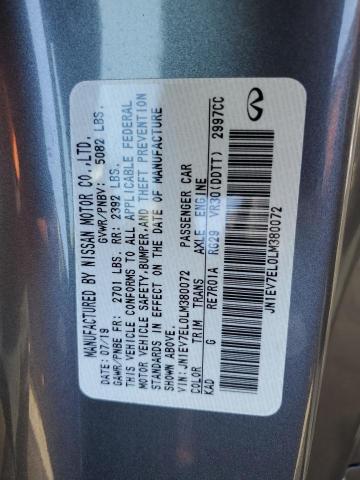 MANUFACTURED BY NISSAN MOTOR CO.,LTD.
DATE: 07/19 GVWR/PNBV: 5082 LBS.
GAWR/PNBE FR: 2701 LBS. RR: 2392 LBS.
THIS VEHICLE CONFORMS TO ALL APPLICABLE FEDERAL
MOTOR VEHICLE SAFETY,BUMPER,AND THEFT PREVENTION
STANDARDS IN EFFECT ON THE DATE OF MANUFACTURE
SHOWN ABOVE.
VIN:JN1EV7EL0LM380072 PASSENGER CAR
COLOR TRIM TRANS AXLE ENGINE
KAD G RE7R01A RG29 VR30(DDTT) 2997CC
JN1EV7EL0LM380072